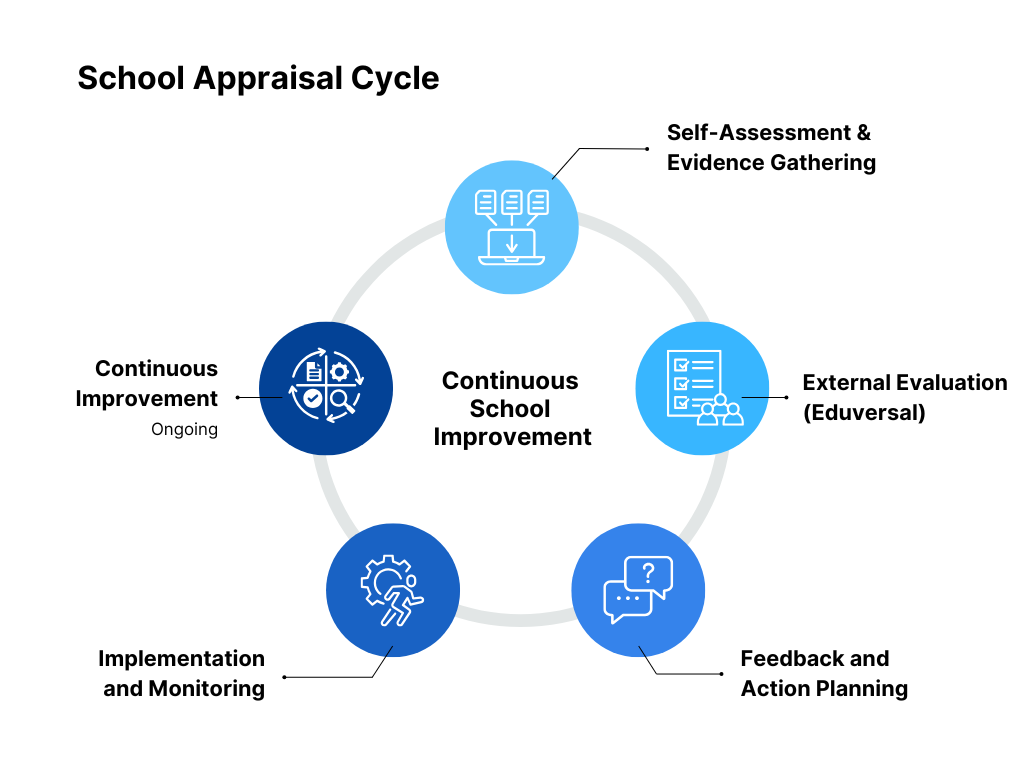 School Appraisal Cycle
Self-Assessment &
Evidence Gathering
External Evaluation
(Eduversal)
Feedback and
Action Planning
Implementation
and Monitoring
Continuous
Improvement
Ongoing
Continuous
School
Improvement
?